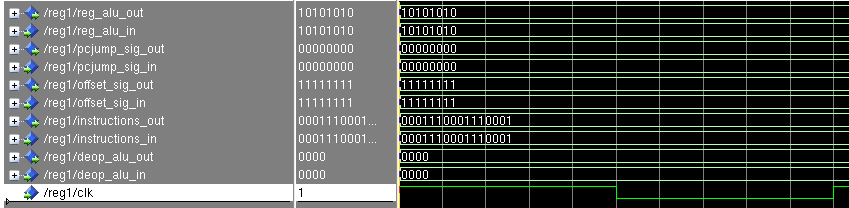 /reg1/reg_alu_out 10101010 10101010
/reg1/reg_alu_in 10101010 10101010
/reg1/pcjump_sig_out 00000000 00000000
/reg1/pcjump_sig_in 00000000 00000000
/reg1/offset_sig_out 11111111 11111111
/reg1/offset_sig_in 11111111 11111111
/reg1/instructions_out 0001110001... 0001110001110001
/reg1/instructions_in 0001110001... 0001110001110001
/reg1/deop_alu_out 0000 0000
/reg1/deop_alu_in 0000 0000
/reg1/clk 1